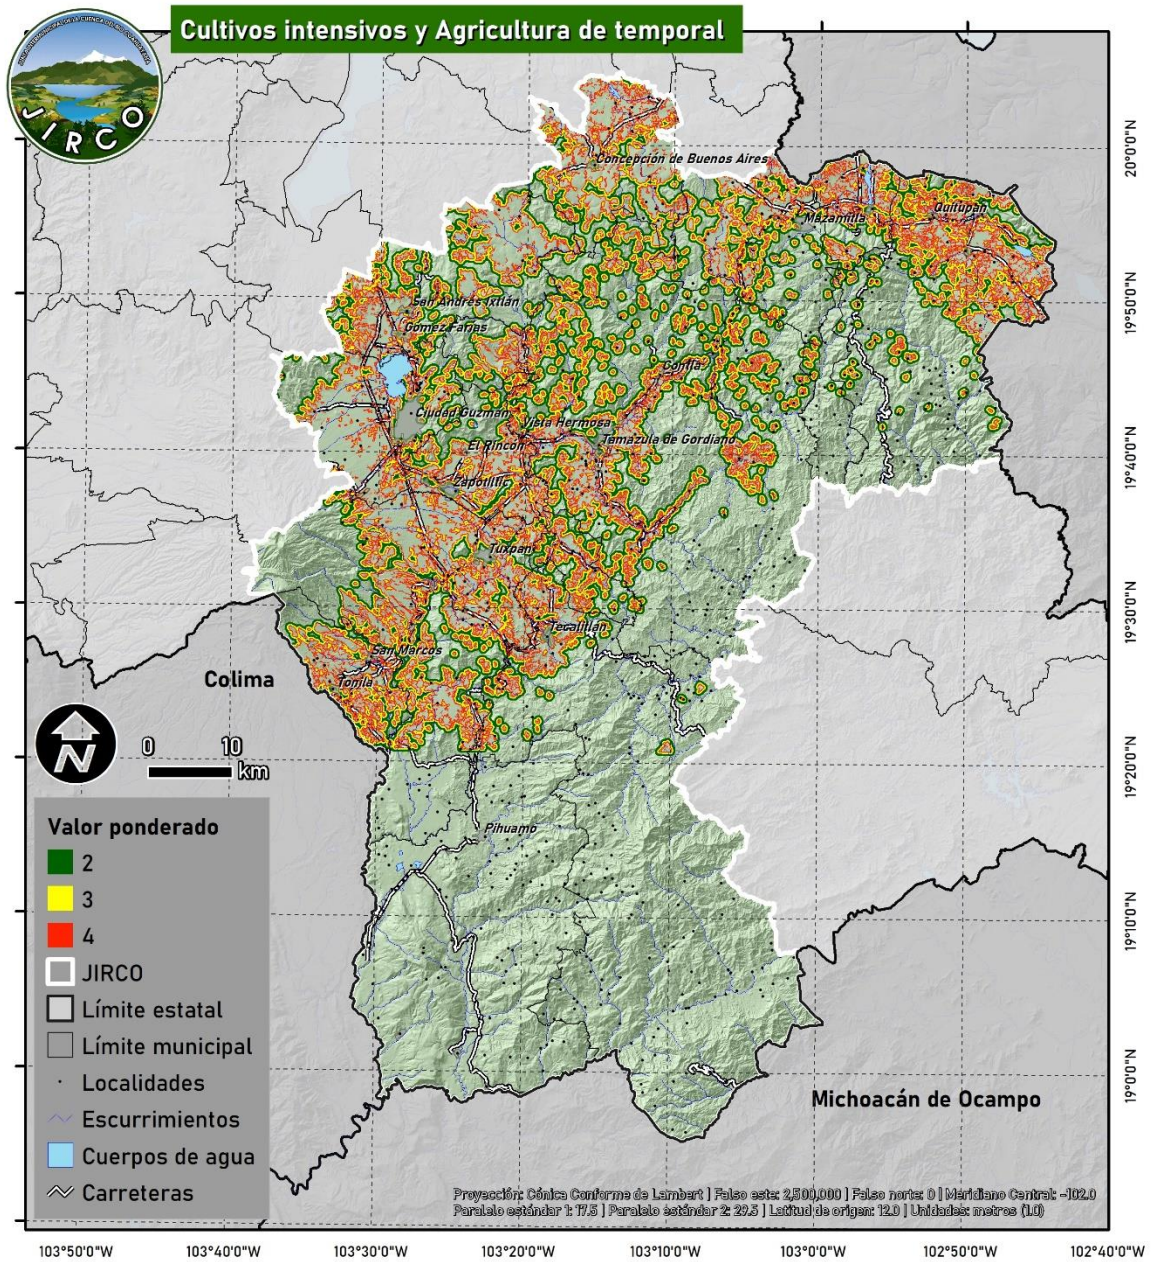 Cultivos intensivos y Agricultura de temporal
JIRCO
20°0'0"N
Concepción de Buenos Aires
Mazamitla
Quitupan
19°50'0"N
San Andrés Ixtlán
Gómez Farías
Contla
Ciudad Guzmán
Vista Hermosa
El Rincón
Tamazula de Gordiano
19°40'0"N
Zapotiltic
Tuxpan
19°30'0"N
Tecalitlán
San Marcos
Tonila
Colima
N
0 10
km
19°20'0"N
Pihuamo
Valor ponderado
2
3
4
JIRCO
Límite estatal
Límite municipal
Localidades
Escurrimientos
Cuerpos de agua
Carreteras
19°10'0"N
19°0'0"N
Michoacán de Ocampo
Proyección: Cónica Conforme de Lambert | Falso este: 2,500,000 | Falso norte: 0 | Meridiano Central: -102.0
Paralelo estándar 1: 17.5 | Paralelo estándar 2: 29.5 | Latitud de origen: 12.0 | Unidades: metros (1.0)
103°50'0"W 103°40'0"W 103°30'0"W 103°20'0"W 103°10'0"W 103°0'0"W 102°50'0"W 102°40'0"W